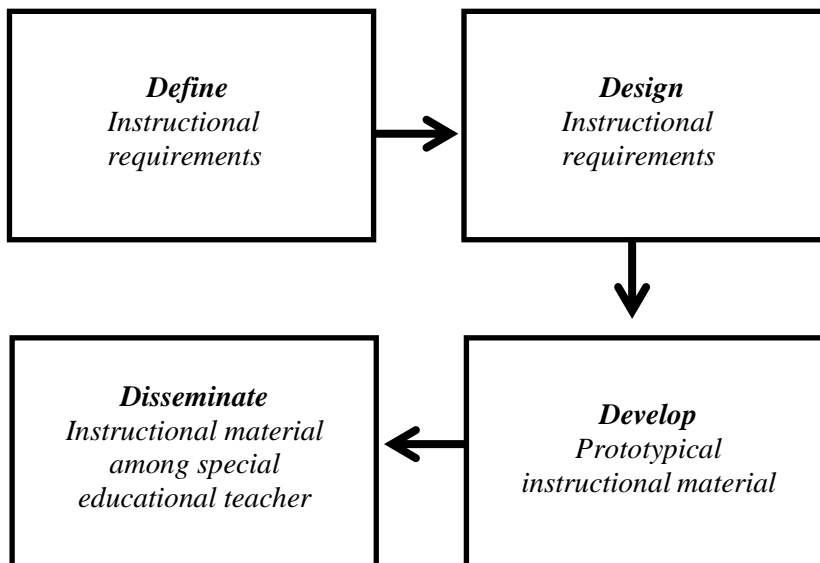 Define
Instructional
requirements
Design
Instructional
requirements
Disseminate
Instructional material
among special
educational teacher
Develop
Prototypical
instructional material